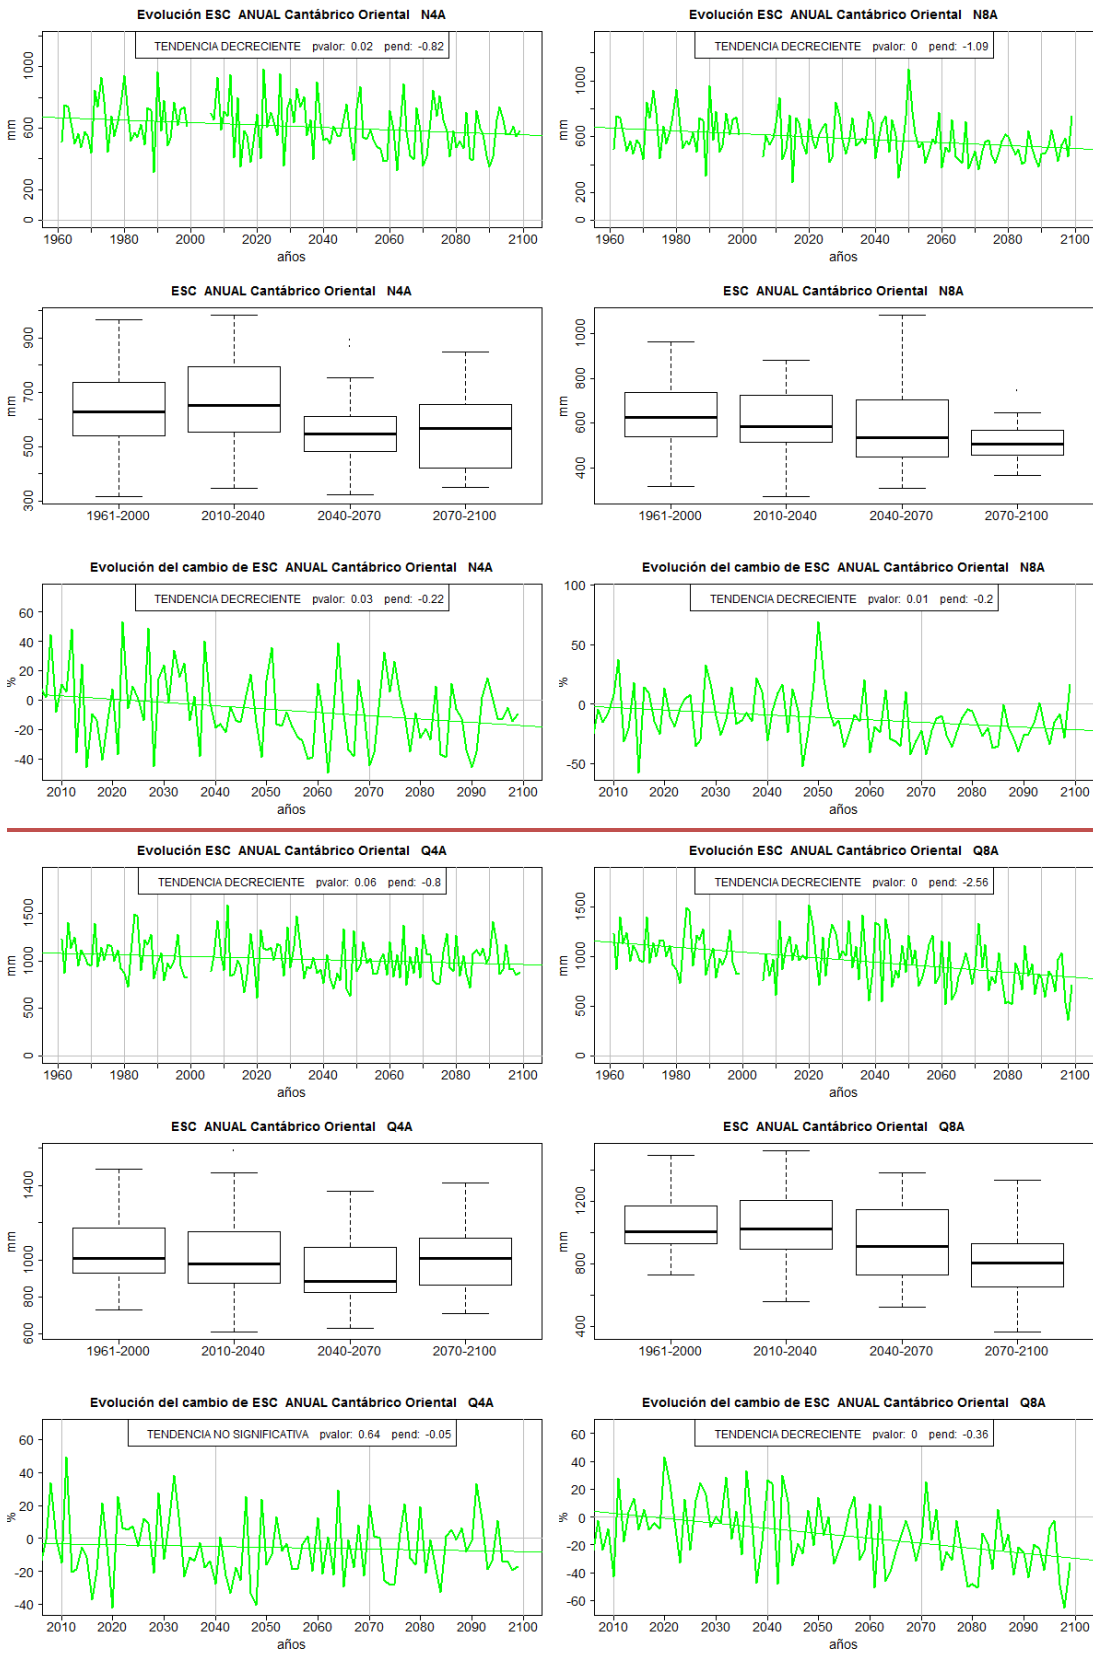 Evolución ESC ANUAL Cantábrico Oriental N4A
TENDENCIA DECRECIENTE pvalor: 0.02 pend: -0.82
mm
0 200 600 1000
1960 1980 2000 2020 2040 2060 2080 2100
años
Evolución ESC ANUAL Cantábrico Oriental N8A
TENDENCIA DECRECIENTE pvalor: 0 pend: -1.09
mm
0 200 600 1000
1960 1980 2000 2020 2040 2060 2080 2100
años
ESC ANUAL Cantábrico Oriental N4A
mm
300 500 700 900
1961-2000 2010-2040 2040-2070 2070-2100
ESC ANUAL Cantábrico Oriental N8A
mm
400 600 800 1000
1961-2000 2010-2040 2040-2070 2070-2100
Evolución del cambio de ESC ANUAL Cantábrico Oriental N4A
TENDENCIA DECRECIENTE pvalor: 0.03 pend: -0.22
%
60
40
20
0
-20
-40
2010 2020 2030 2040 2050 2060 2070 2080 2090 2100
años
Evolución del cambio de ESC ANUAL Cantábrico Oriental N8A
TENDENCIA DECRECIENTE pvalor: 0.01 pend: -0.2
%
100
50
0
-50
2010 2020 2030 2040 2050 2060 2070 2080 2090 2100
años
Evolución ESC ANUAL Cantábrico Oriental Q4A
TENDENCIA DECRECIENTE pvalor: 0.06 pend: -0.8
mm
0 500 1000 1500
1960 1980 2000 2020 2040 2060 2080 2100
años
Evolución ESC ANUAL Cantábrico Oriental Q8A
TENDENCIA DECRECIENTE pvalor: 0 pend: -2.56
mm
0 500 1000 1500
1960 1980 2000 2020 2040 2060 2080 2100
años
ESC ANUAL Cantábrico Oriental Q4A
mm
600 800 1000 1400
1961-2000 2010-2040 2040-2070 2070-2100
ESC ANUAL Cantábrico Oriental Q8A
mm
400 800 1200
1961-2000 2010-2040 2040-2070 2070-2100
Evolución del cambio de ESC ANUAL Cantábrico Oriental Q4A
TENDENCIA NO SIGNIFICATIVA pvalor: 0.64 pend: -0.05
%
60
40
20
0
-20
-40
2010 2020 2030 2040 2050 2060 2070 2080 2090 2100
años
Evolución del cambio de ESC ANUAL Cantábrico Oriental Q8A
TENDENCIA DECRECIENTE pvalor: 0 pend: -0.36
%
60
40
20
0
-20
-40
-60
2010 2020 2030 2040 2050 2060 2070 2080 2090 2100
años